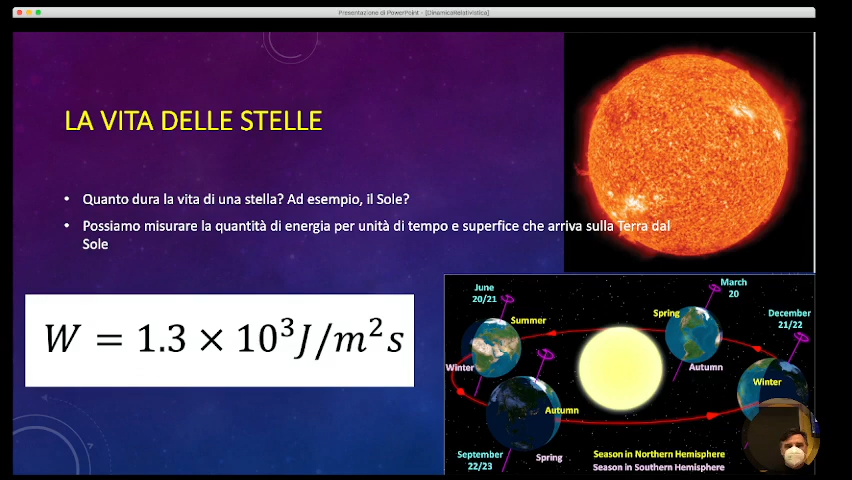 Presentazione di PowerPoint - [DinamicaRelativistica]
LA VITA DELLE STELLE
• Quanto dura la vita di una stella? Ad esempio, il Sole?
• Possiamo misurare la quantità di energia per unità di tempo e superfice che arriva sulla Terra dal
Sole
W = 1.3 × 10³J/m²s
June
20/21
Summer
Winter
March
20
Spring
Autumn
December
21/22
Winter
Autumn
Spring
September
22/23
Season in Northern Hemisphere
Season in Southern Hemisphere